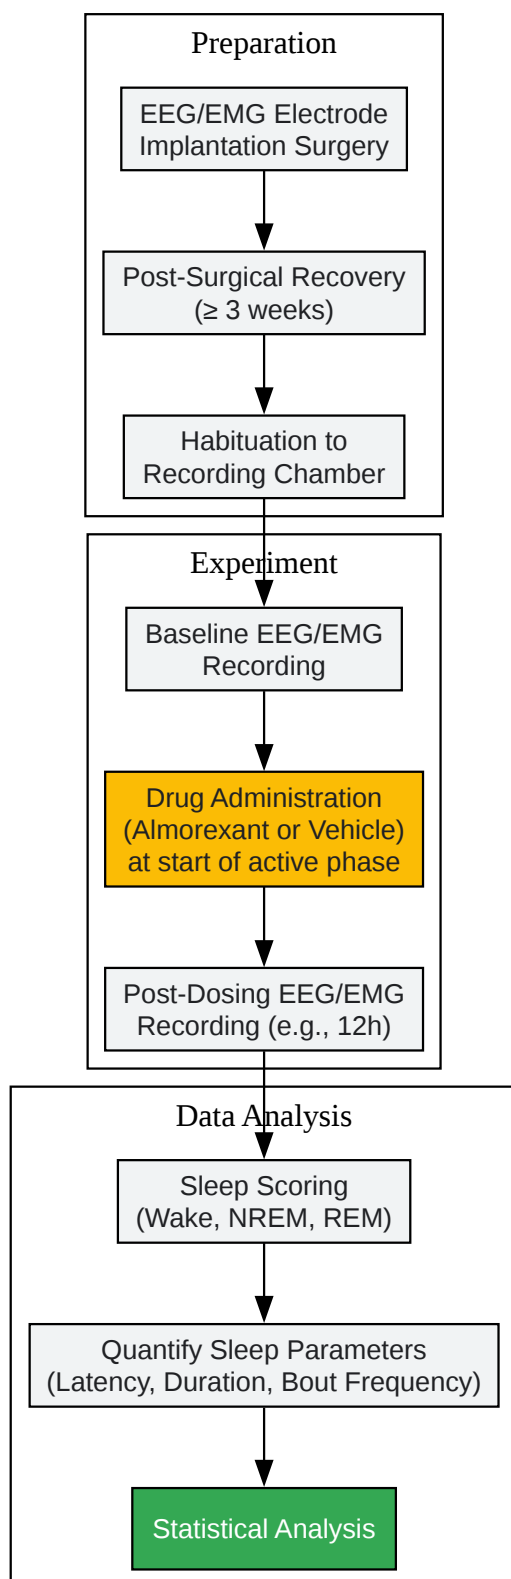 Preparation
EEG/EMG Electrode
Implantation Surgery
Post-Surgical Recovery
(≥ 3 weeks)
Habituation to
Recording Chamber
Experiment
Baseline EEG/EMG
Recording
Drug Administration
(Almorexant or Vehicle)
at start of active phase
Post-Dosing EEG/EMG
Recording (e.g., 12h)
Data Analysis
Sleep Scoring
(Wake, NREM, REM)
Quantify Sleep Parameters
(Latency, Duration, Bout Frequency)
Statistical Analysis